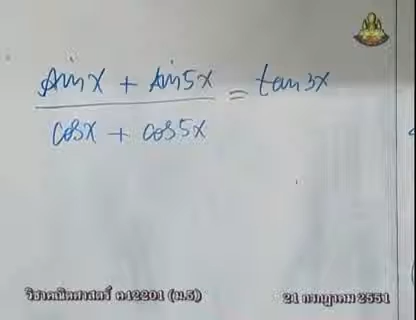 sinx + sin5x = tan3x
cosx + cos5x
วิชาคณิตศาสตร์ ค42201 (ม.5)
21 กรกฎาคม 2551